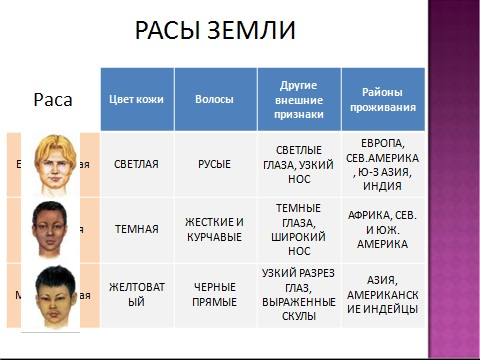 РАСЫ ЗЕМЛИ
Раса
Цвет кожи
Волосы
Другие
внешние
признаки
Районы
проживания
СВЕТЛАЯ
РУСЫЕ
СВЕТЛЫЕ
ГЛАЗА, УЗКИЙ
НОС
ЕВРОПА,
СЕВ.АМЕРИКА
, Ю-З АЗИЯ,
ИНДИЯ
ТЕМНАЯ
ЖЕСТКИЕ И
КУРЧАВЫЕ
ТЕМНЫЕ
ГЛАЗА,
ШИРОКИЙ
НОС
АФРИКА, СЕВ.
И ЮЖ.
АМЕРИКА
ЖЕЛТОВАТ
ЫЙ
ЧЕРНЫЕ
ПРЯМЫЕ
УЗКИЙ РАЗРЕЗ
ГЛАЗ,
ВЫРАЖЕННЫЕ
СКУЛЫ
АЗИЯ,
АМЕРИКАНСК
ИЕ ИНДЕЙЦЫ